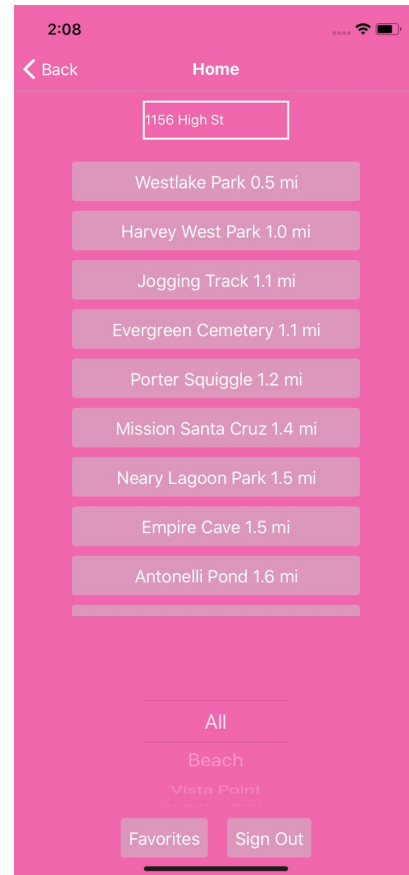 2:08
Back
Home
1156 High St
Westlake Park 0.5 mi
Harvey West Park 1.0 mi
Jogging Track 1.1 mi
Evergreen Cemetery 1.1 mi
Porter Squiggle 1.2 mi
Mission Santa Cruz 1.4 mi
Neary Lagoon Park 1.5 mi
Empire Cave 1.5 mi
Antonelli Pond 1.6 mi
All
Beach
Vista Point
Favorites
Sign Out